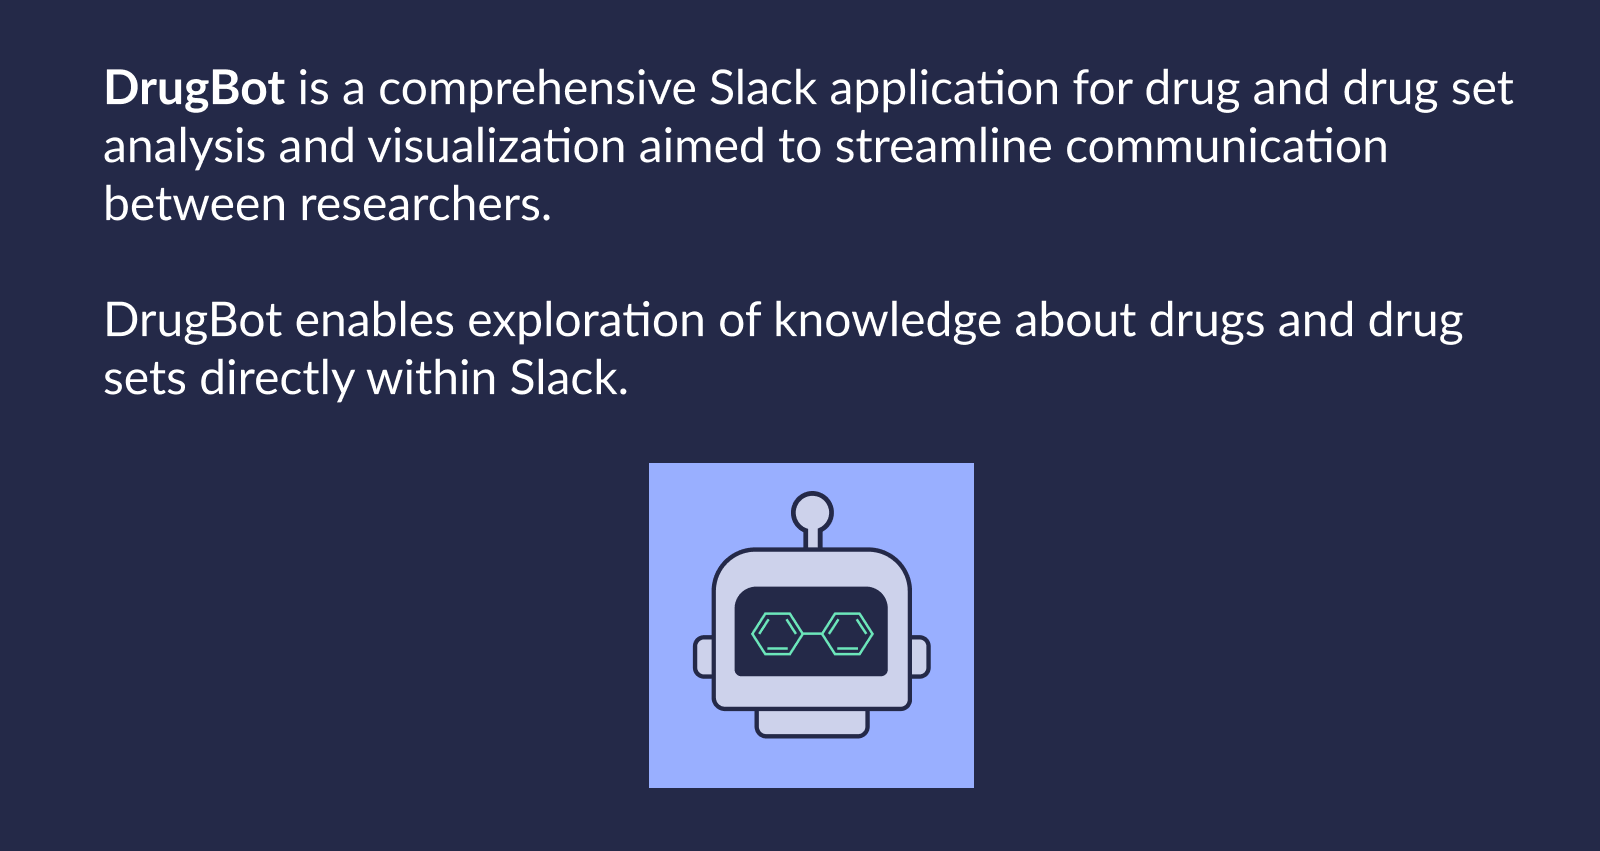 DrugBot is a comprehensive Slack application for drug and drug set
analysis and visualization aimed to streamline communication
between researchers.
DrugBot enables exploration of knowledge about drugs and drug
sets directly within Slack.